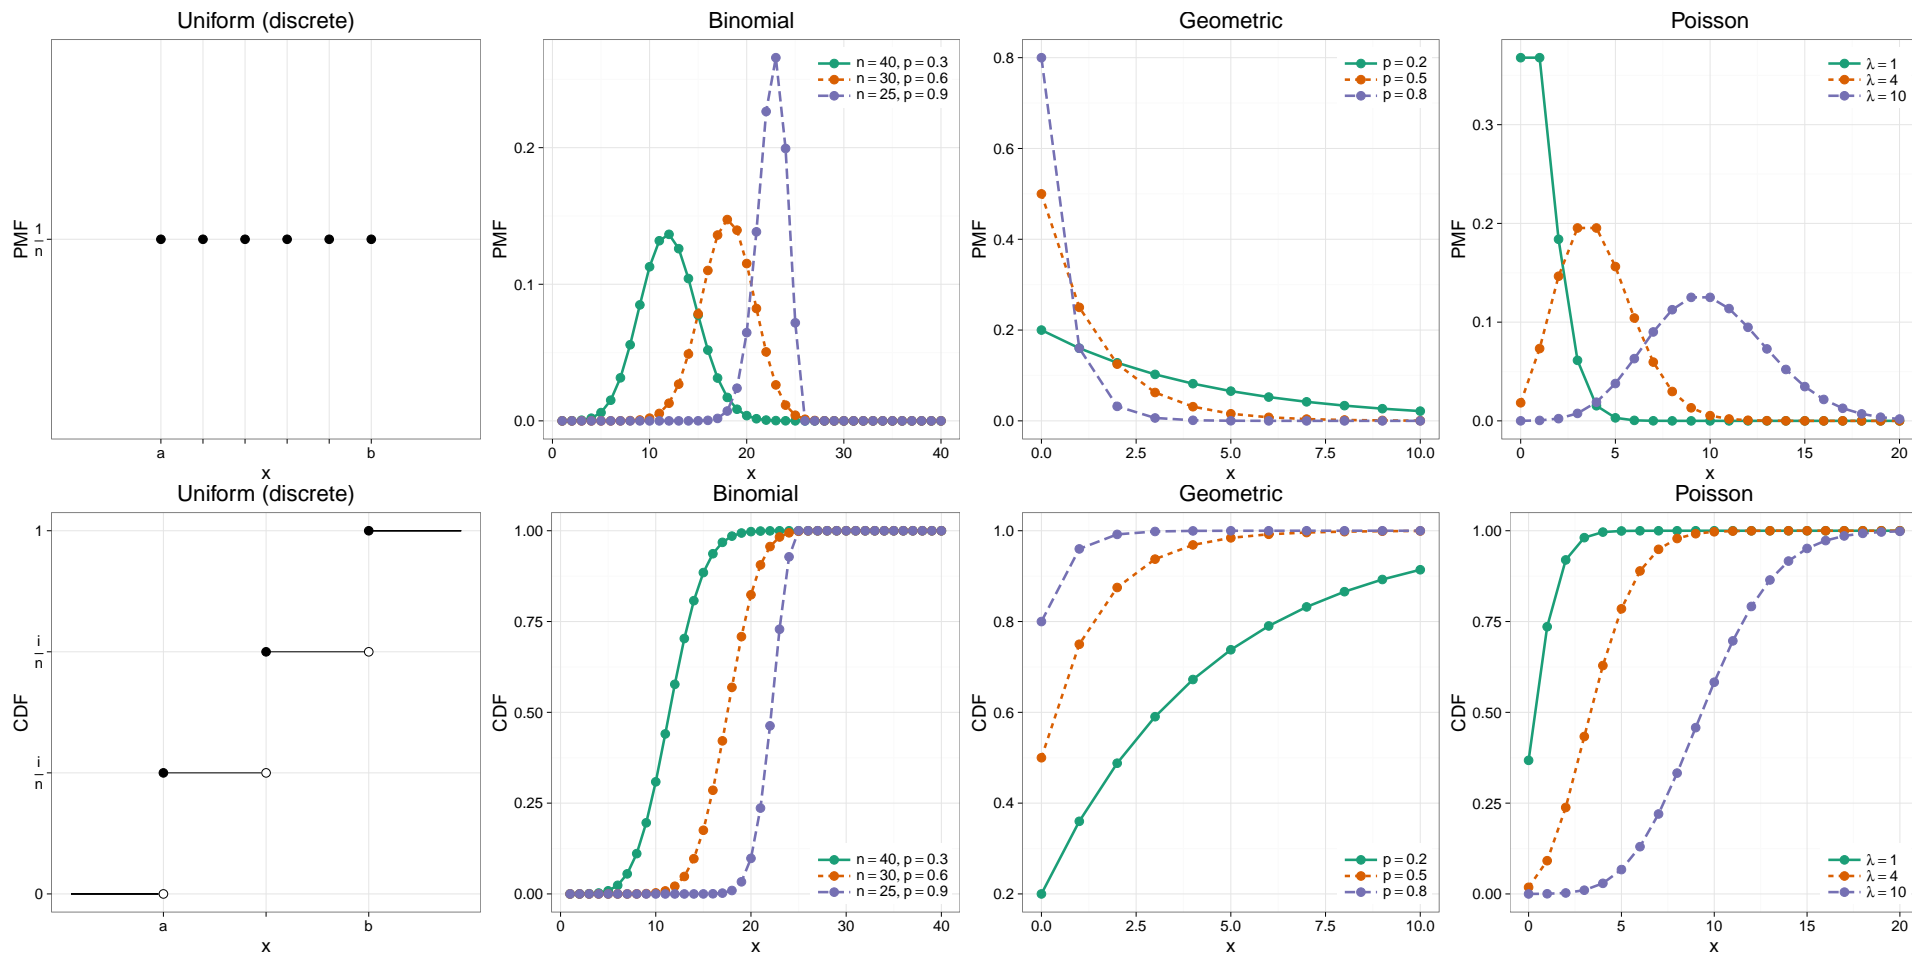 Uniform (discrete)
PMF
1
n
a
b
x
Binomial
n = 40, p = 0.3
n = 30, p = 0.6
n = 25, p = 0.9
PMF
0.2
0.1
0.0
0 10 20 30 40
x
Geometric
p = 0.2
p = 0.5
p = 0.8
PMF
0.8
0.6
0.4
0.2
0.0
0.0 2.5 5.0 7.5 10.0
x
Poisson
λ = 1
λ = 4
λ = 10
PMF
0.3
0.2
0.1
0.0
0 5 10 15 20
x
Uniform (discrete)
CDF
1
i
n
i
n
0
a
b
x
Binomial
CDF
1.00
0.75
0.50
0.25
0.00
n = 40, p = 0.3
n = 30, p = 0.6
n = 25, p = 0.9
0 10 20 30 40
x
Geometric
CDF
1.0
0.8
0.6
0.4
0.2
p = 0.2
p = 0.5
p = 0.8
0.0 2.5 5.0 7.5 10.0
x
Poisson
CDF
1.00
0.75
0.50
0.25
0.00
λ = 1
λ = 4
λ = 10
0 5 10 15 20
x